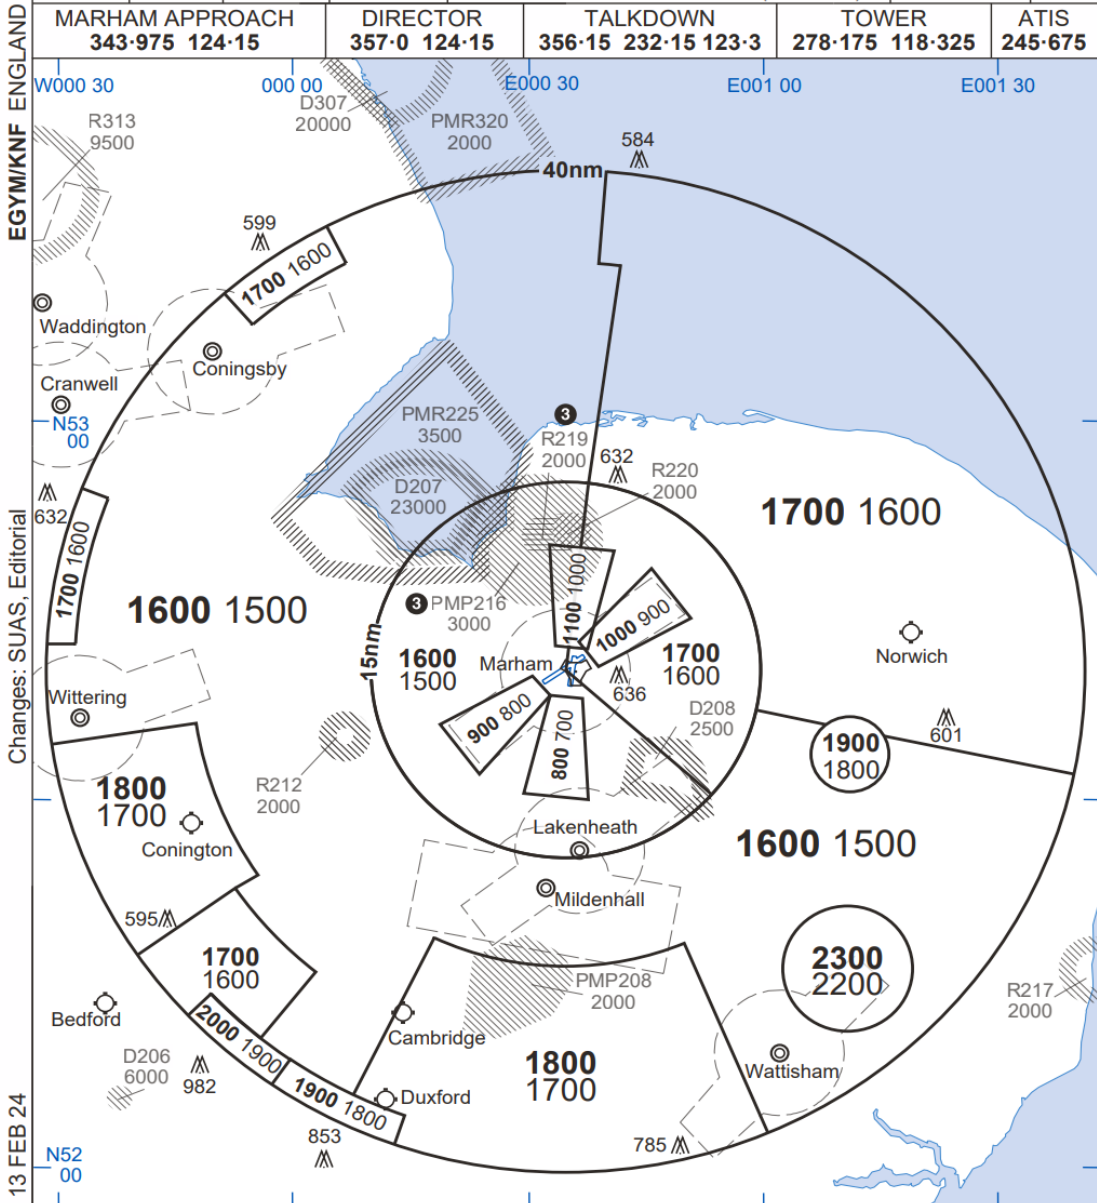 MARHAM APPROACH
343·975 124·15
DIRECTOR
357·0 124·15
TALKDOWN
356·15 232·15 123·3
TOWER
278·175 118·325
ATIS
245·675
EGYM/KNF ENGLAND
Changes: SUAS, Editorial
13 FEB 24
W000 30
000 00
E000 30
E001 00
E001 30
D307
20000
PMR320
2000
R313
9500
584
40nm
599
1700 1600
Waddington
Coningsby
Cranwell
N53
00
PMR225
3500
3
R219
2000
632
R220
2000
D207
23000
632
1700 1600
1700 1600
1600 1500
3
PMP216
3000
1100 1000
1000 900
15nm
1600
1500
Marham
1700
1600
636
Norwich
Wittering
900 800
800 700
D208
2500
601
1900
1800
R212
2000
1800
1700
Conington
Lakenheath
1600 1500
Mildenhall
595
1700
1600
PMP208
2000
2300
2200
R217
2000
Bedford
2000 1900
Cambridge
D206
6000
982
1800
1700
Wattisham
1900 1800
Duxford
853
785
N52
00